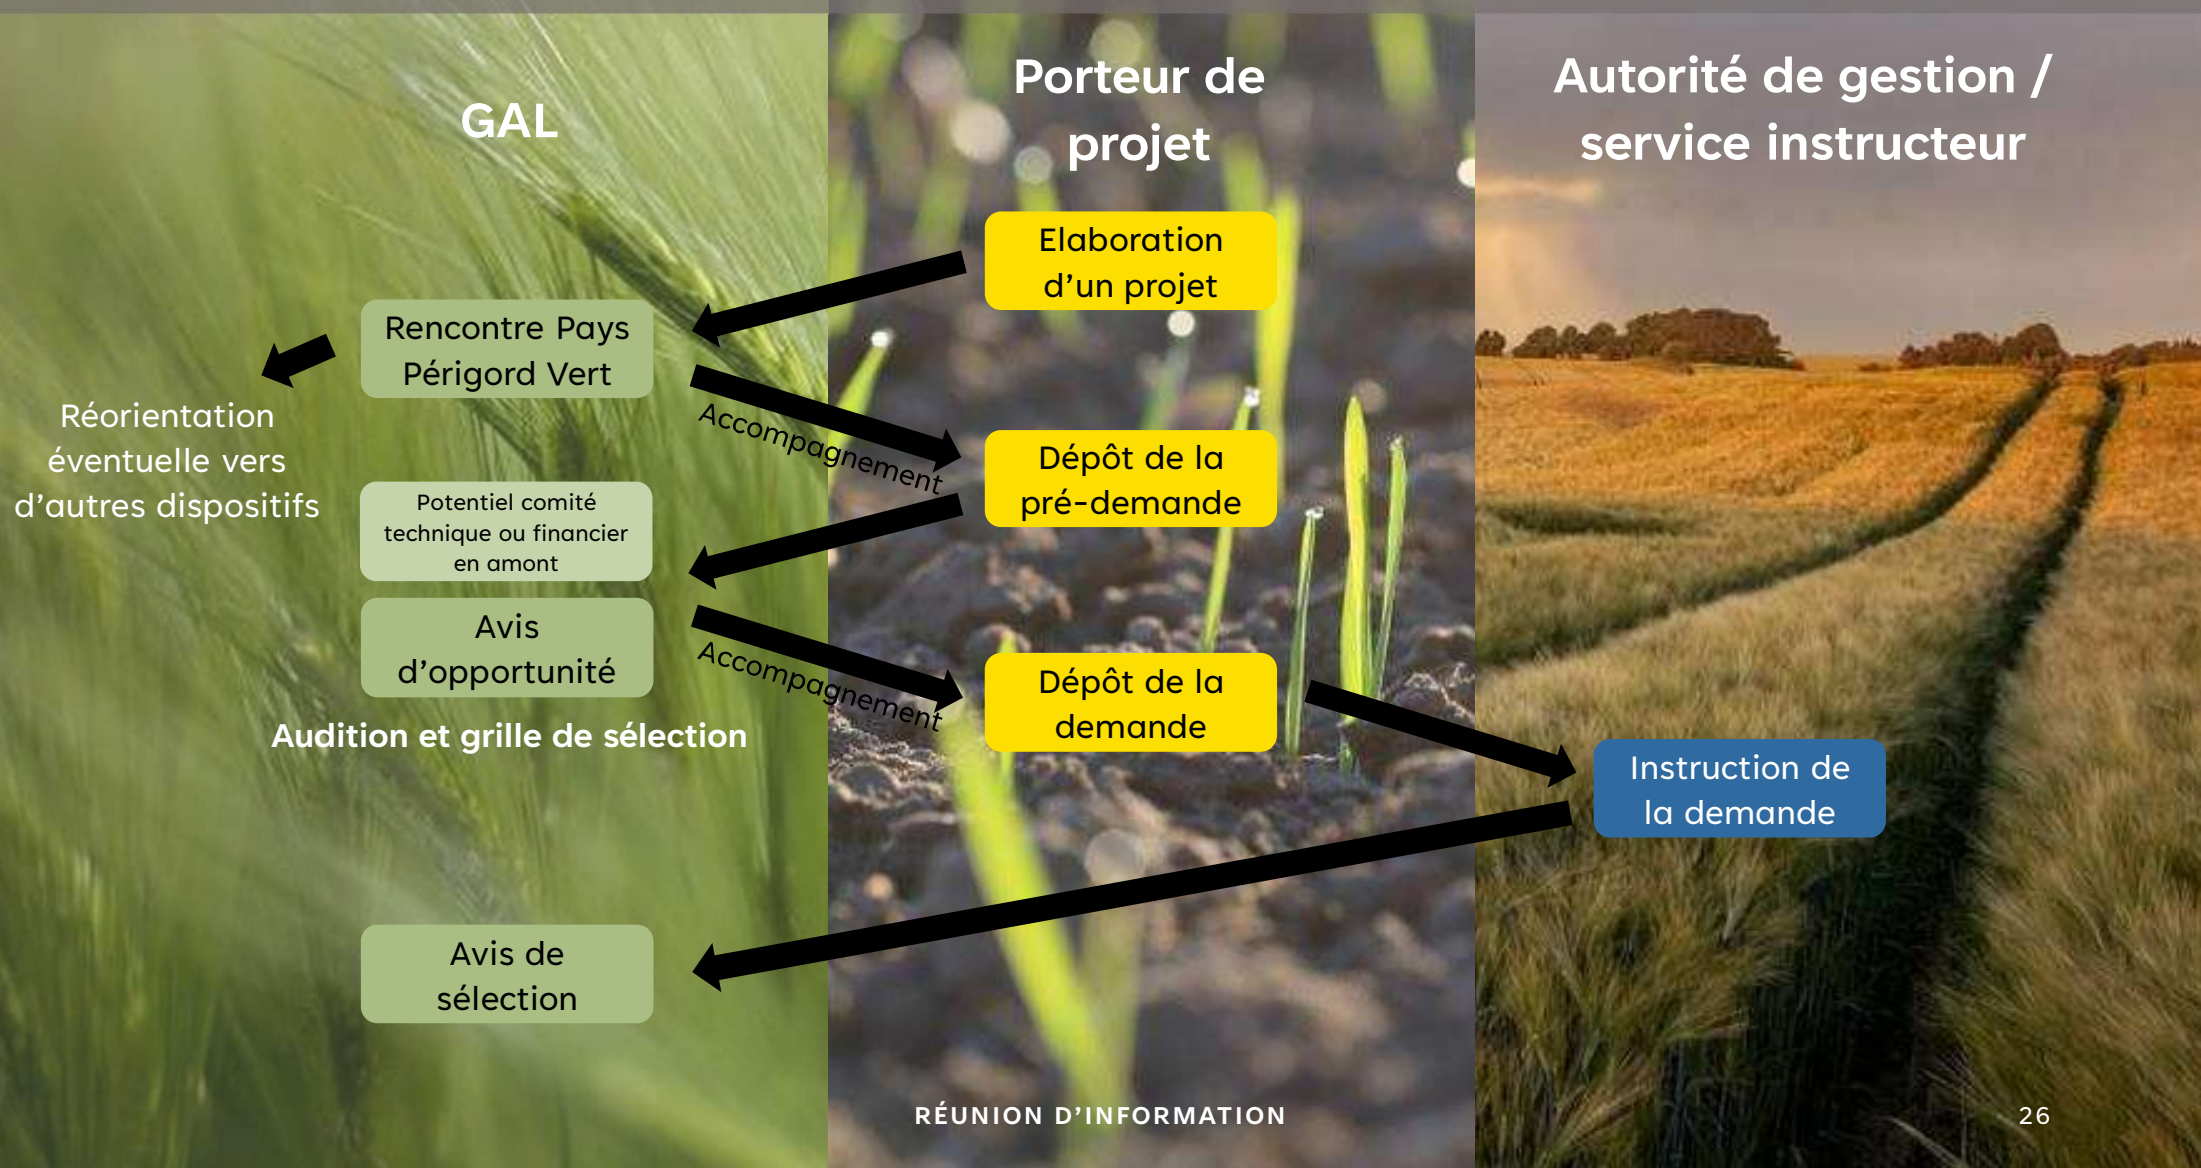 GAL
Porteur de
projet
Autorité de gestion /
service instructeur
Elaboration
d’un projet
Rencontre Pays
Périgord Vert
Réorientation
éventuelle vers
d’autres dispositifs
Accompagnement
Dépôt de la
pré-demande
Potentiel comité
technique ou financier
en amont
Avis
d’opportunité
Audition et grille de sélection
Accompagnement
Dépôt de la
demande
Instruction de
la demande
Avis de
sélection
RÉUNION D’INFORMATION
26